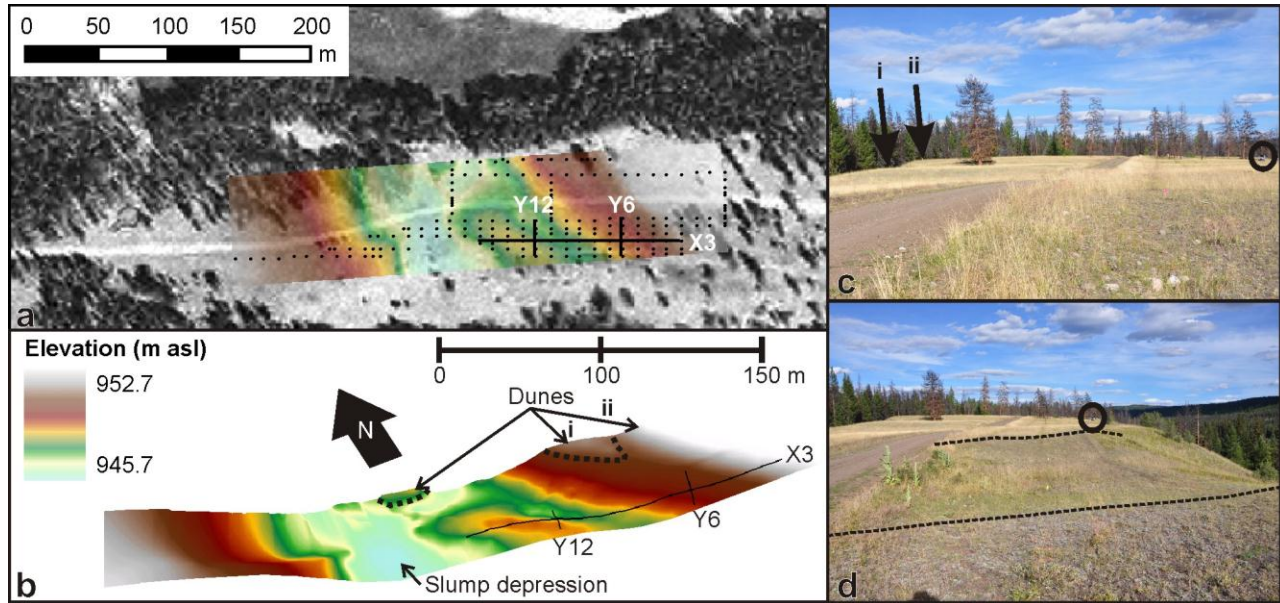 0 50 100 150 200
m
Y12 Y6
X3
a
Elevation (m asl)
952.7
945.7
N
0 100 150 m
Dunes
i
ii
X3
Y6
Y12
Slump depression
b
i ii
c
d